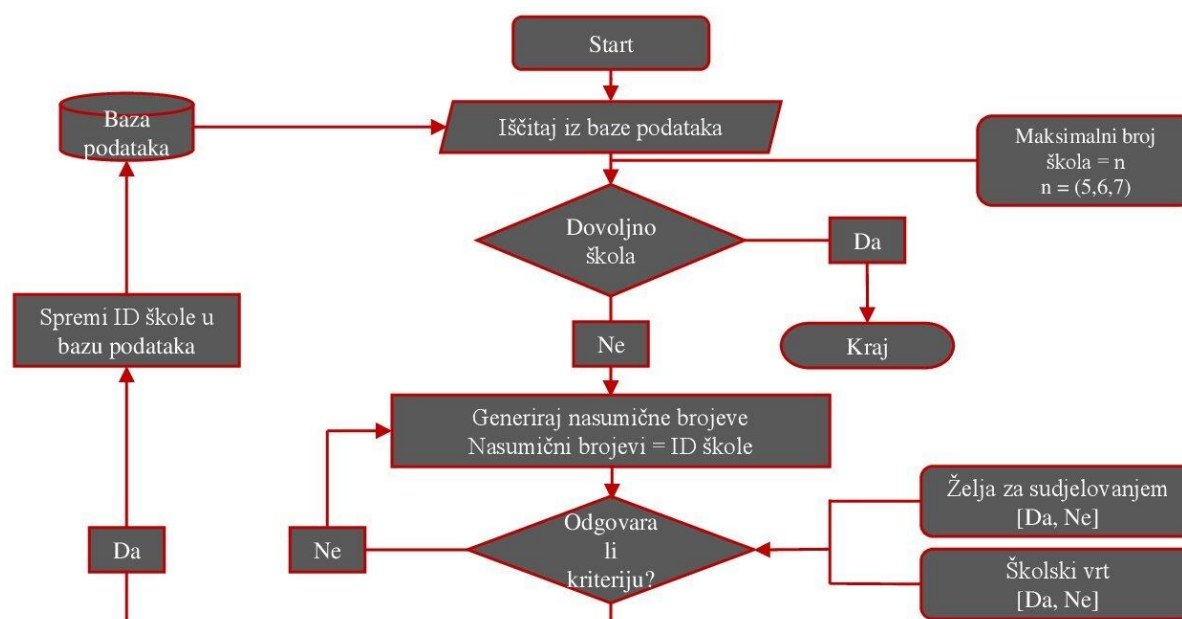 Start
Baza
podataka
Iščitaj iz baze podataka
Maksimalni broj
škola = n
n = (5,6,7)
Dovoljno
škola
Da
Spremi ID škole u
bazu podataka
Ne
Kraj
Generiraj nasumične brojeve
Nasumični brojevi = ID škole
Želja za sudjelovanjem
[Da, Ne]
Da
Ne
Odgovara
li
kriteriju?
Školski vrt
[Da, Ne]